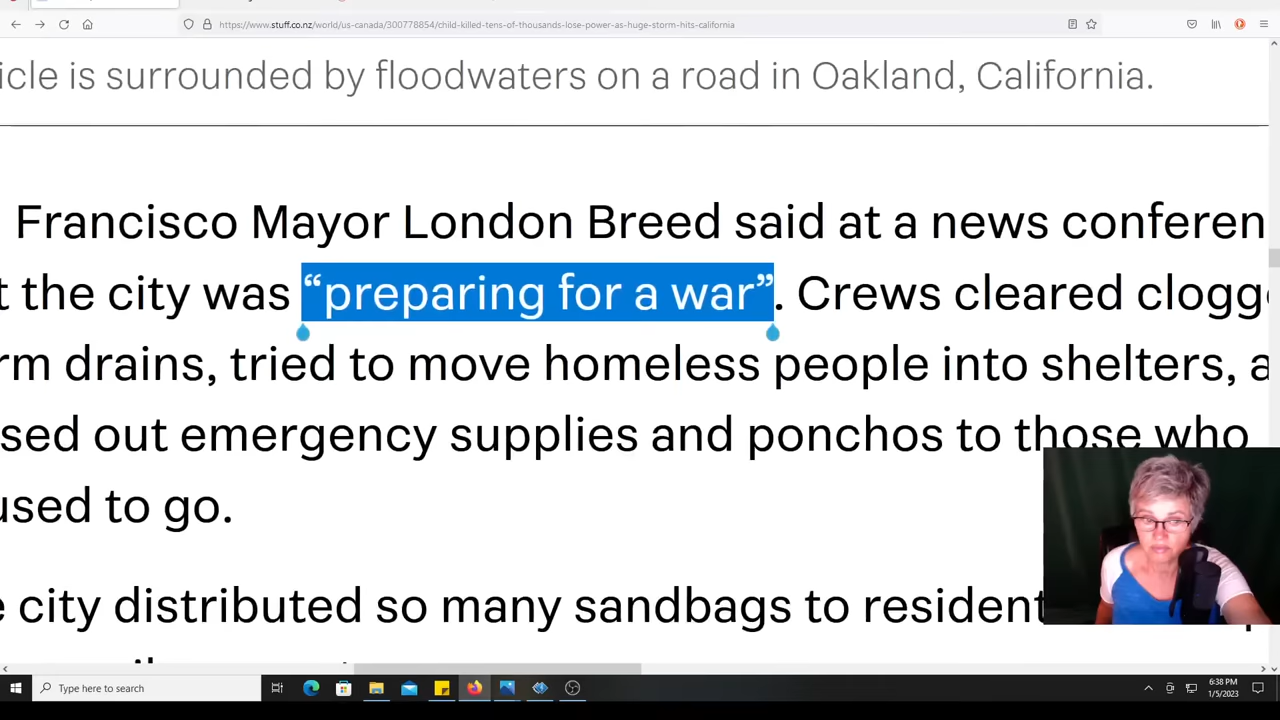 https://www.stuff.co.nz/world/us-canada/300778854/child-killed-tens-of-thousands-lose-power-as-huge-storm-hits-california
icle is surrounded by floodwaters on a road in Oakland, California.
Francisco Mayor London Breed said at a news conferen
t the city was “preparing for a war”. Crews cleared clogg
rm drains, tried to move homeless people into shelters, a
sed out emergency supplies and ponchos to those who
used to go.
e city distributed so many sandbags to resident
Type here to search
6:38 PM
1/5/2023